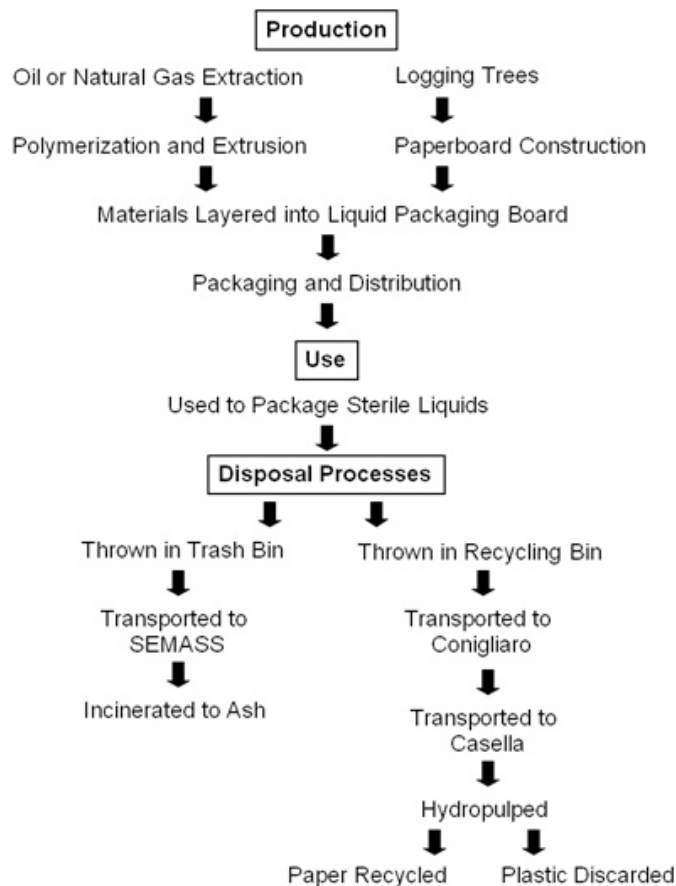 Production
Oil or Natural Gas Extraction
Logging Trees
Polymerization and Extrusion
Paperboard Construction
Materials Layered into Liquid Packaging Board
Packaging and Distribution
Use
Used to Package Sterile Liquids
Disposal Processes
Thrown in Trash Bin
Thrown in Recycling Bin
Transported to
SEMASS
Transported to
Conigliaro
Incinerated to Ash
Transported to
Casella
Hydropulped
Paper Recycled
Plastic Discarded